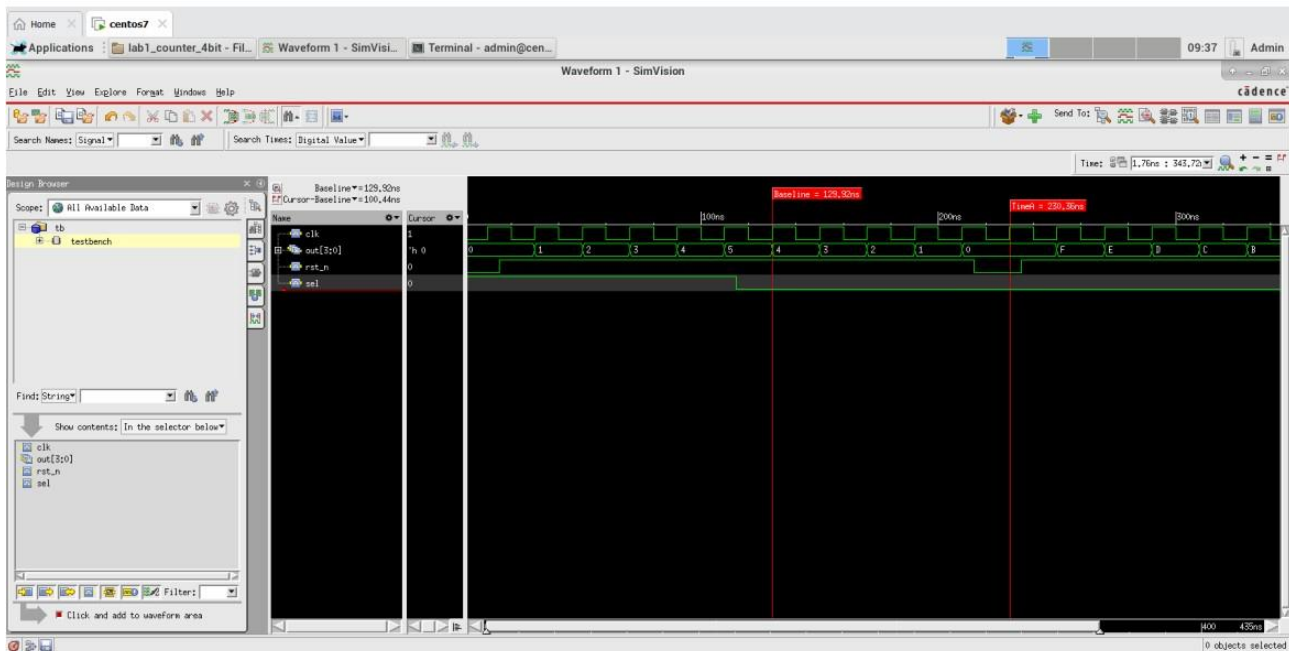 Home
centos7
Applications
lab1_counter_4bit - Fil...
Waveform 1 - SimVisi...
Terminal - admin@cen...
09:37
Admin
Waveform 1 - SimVision
File Edit View Explore Format Windows Help
cādence
Send To:
Search Names: Signal
Search Times: Digital Value
Time: 1,76ns : 343,72n
Design Browser
Scope: All Available Data
tb
testbench
Find: String
Show contents: In the selector below
clk
out[3:0]
rst_n
sel
Filter:
Click and add to waveform area
Baseline=129,92ns
Cursor-Baseline=100,44ns
Name
Cursor
clk 1
out[3:0] 'h 0
rst_n 0
sel 0
Baseline = 129,92ns
TimeA = 230,36ns
100ns 200ns 300ns
0 1 2 3 4 5 4 3 2 1 0 F E D C B
400 435ns
0 objects selected